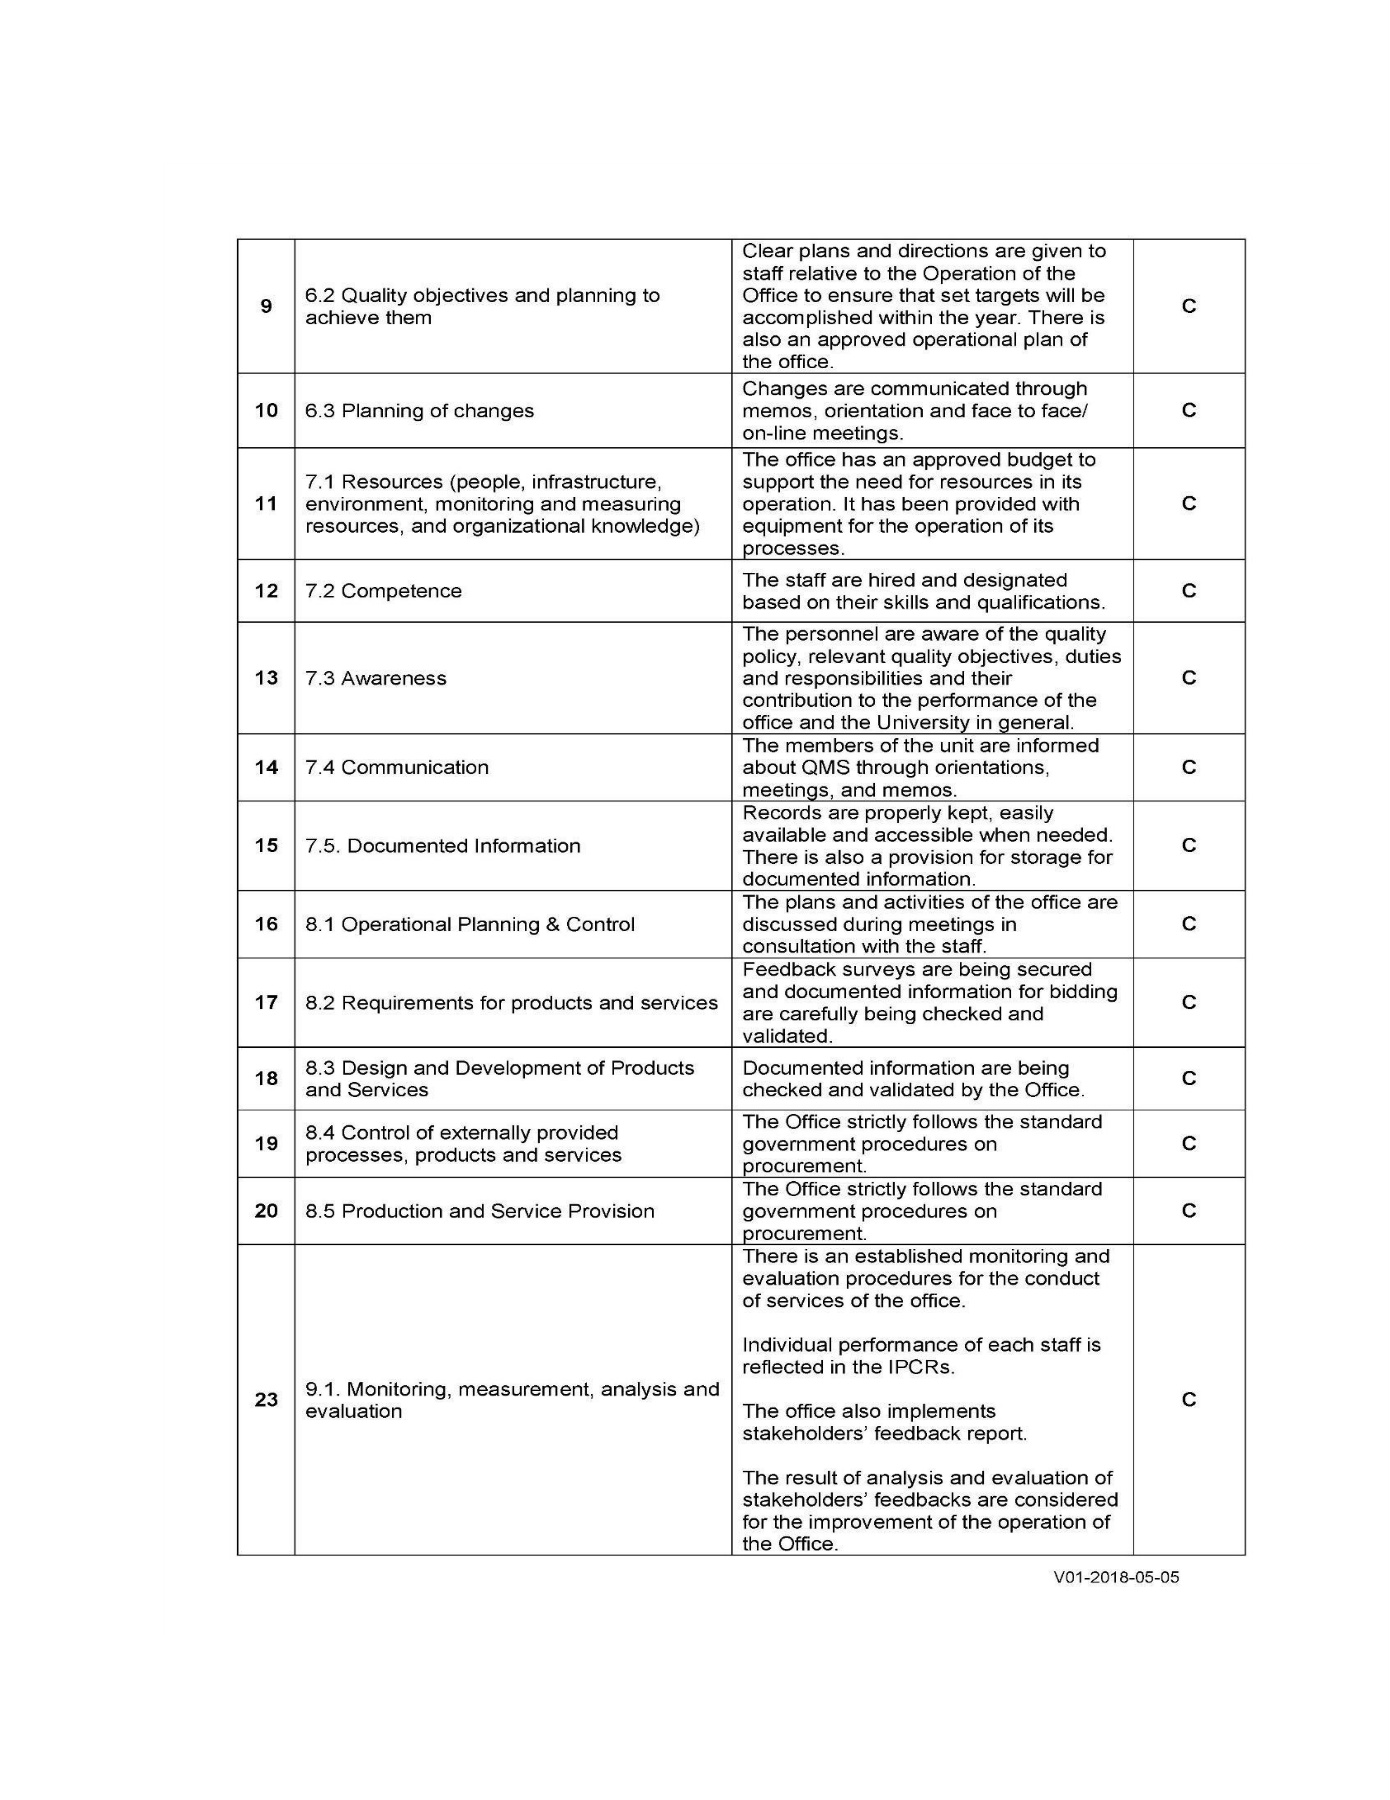 9
6.2 Quality objectives and planning to
achieve them
Clear plans and directions are given to
staff relative to the Operation of the
Office to ensure that set targets will be
accomplished within the year. There is
also an approved operational plan of
the office.
C
10
6.3 Planning of changes
Changes are communicated through
memos, orientation and face to face/
on-line meetings.
C
11
7.1 Resources (people, infrastructure,
environment, monitoring and measuring
resources, and organizational knowledge)
The office has an approved budget to
support the need for resources in its
operation. It has been provided with
equipment for the operation of its
processes.
C
12
7.2 Competence
The staff are hired and designated
based on their skills and qualifications.
C
13
7.3 Awareness
The personnel are aware of the quality
policy, relevant quality objectives, duties
and responsibilities and their
contribution to the performance of the
office and the University in general.
C
14
7.4 Communication
The members of the unit are informed
about QMS through orientations,
meetings, and memos.
C
15
7.5. Documented Information
Records are properly kept, easily
available and accessible when needed.
There is also a provision for storage for
documented information.
C
16
8.1 Operational Planning & Control
The plans and activities of the office are
discussed during meetings in
consultation with the staff.
C
17
8.2 Requirements for products and services
Feedback surveys are being secured
and documented information for bidding
are carefully being checked and
validated.
C
18
8.3 Design and Development of Products
and Services
Documented information are being
checked and validated by the Office.
C
19
8.4 Control of externally provided
processes, products and services
The Office strictly follows the standard
government procedures on
procurement.
C
20
8.5 Production and Service Provision
The Office strictly follows the standard
government procedures on
procurement.
C
23
9.1. Monitoring, measurement, analysis and
evaluation
There is an established monitoring and
evaluation procedures for the conduct
of services of the office.
Individual performance of each staff is
reflected in the IPCRs.
The office also implements
stakeholders' feedback report.
The result of analysis and evaluation of
stakeholders' feedbacks are considered
for the improvement of the operation of
the Office.
C
V01-2018-05-05